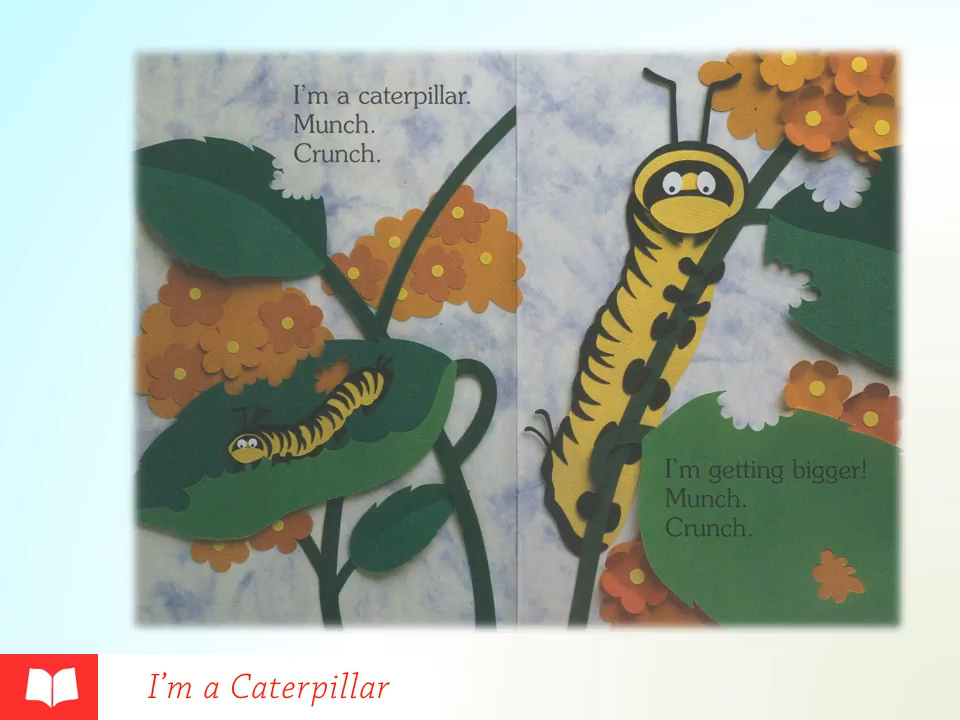 I'm a caterpillar.
Munch.
Crunch.
I'm getting bigger!
Munch.
Crunch.
I'm a Caterpillar